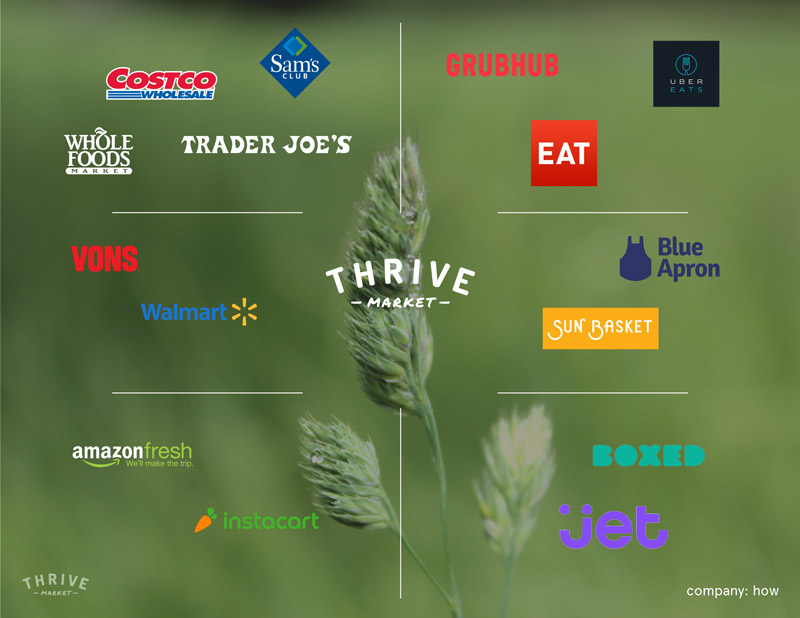 COSTCO
WHOLESALE
Sam's
CLUB
WHOLE
FOODS
MARKET
TRADER JOE'S
GRUBHUB
UBER
EATS
EAT
VONS
Walmart
THRIVE
MARKET
Blue
Apron
SUN BASKET
amazonfresh
We'll make the trip.
instacart
BOXED
jet
THRIVE
MARKET
company: how